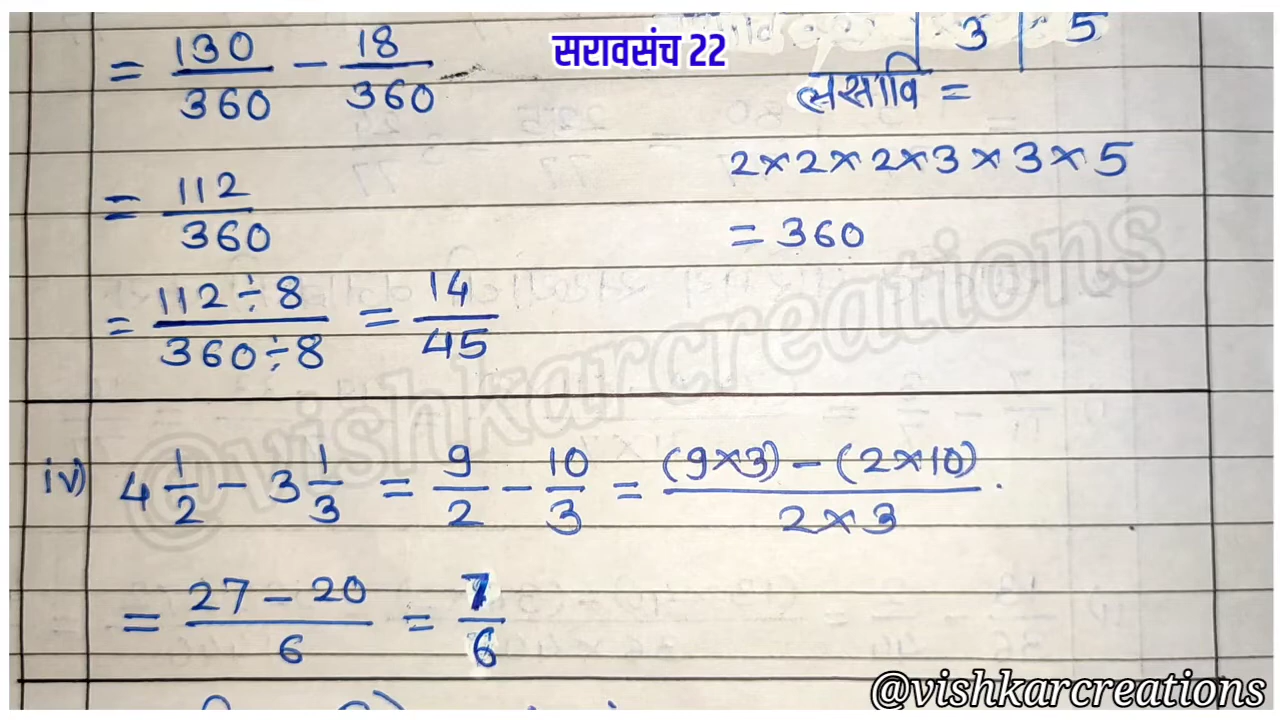 सरावसंच 22
3 | 5
= 130/360 - 18/360
लसावि =
2×2×2×3×3×5
= 112/360
= 360
= 112÷8/360÷8 = 14/45
iv) 4 1/2 - 3 1/3 = 9/2 - 10/3 = (9×3) - (2×10)/2×3
= 27 - 20/6 = 7/6
@vishkarcreations
@vishkarcreations